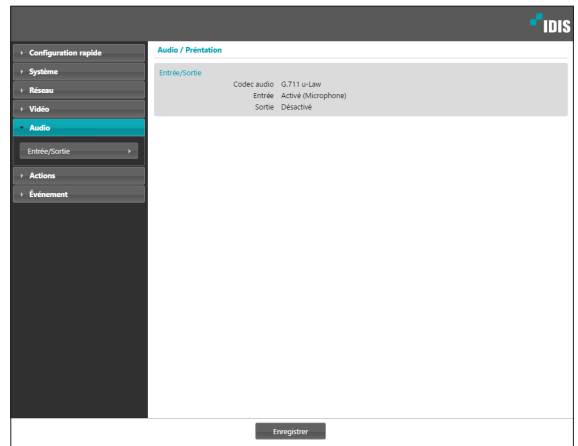 IDIS
Configuration rapide
Système
Réseau
Vidéo
Audio
Entrée/Sortie
Actions
Événement
Audio / Préntation
Entrée/Sortie
Codec audio G.711 u-Law
Entrée Activé (Microphone)
Sortie Désactivé
Enregistrer